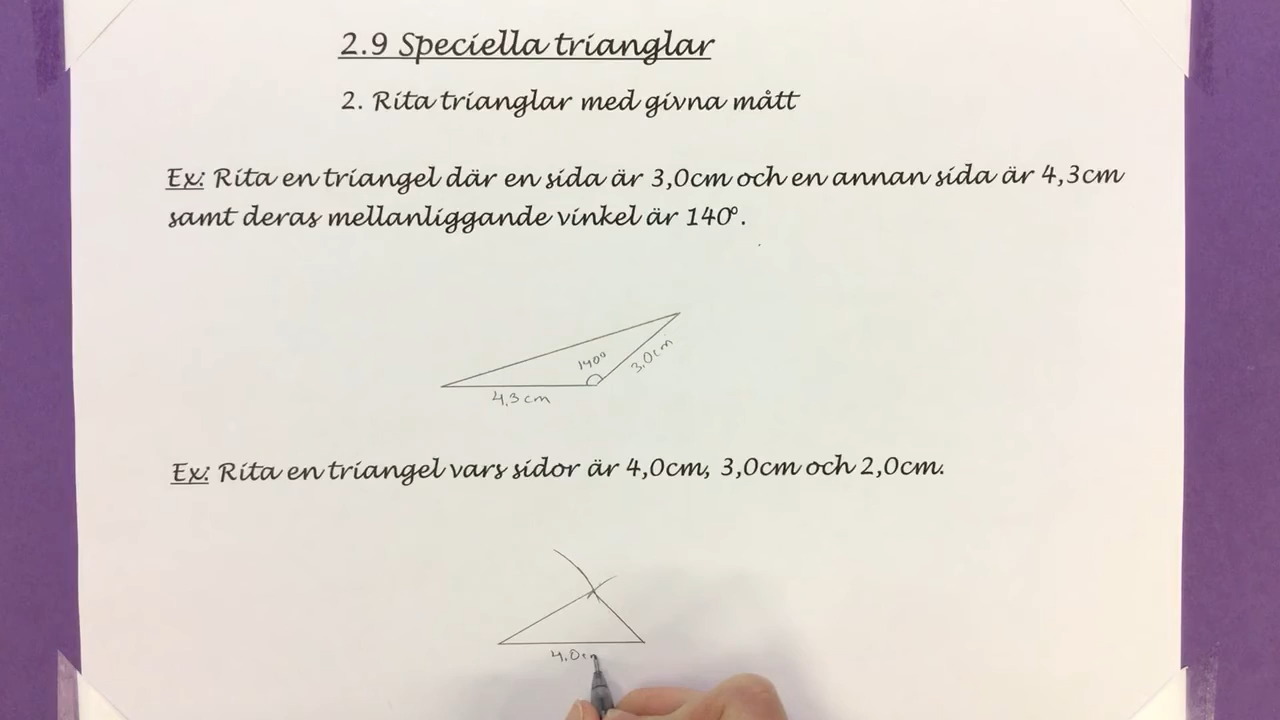 2.9 Speciella trianglar
2. Rita trianglar med givna mått
Ex: Rita en triangel där en sida är 3,0cm och en annan sida är 4,3cm
samt deras mellanliggande vinkel är 140°.
140°
3,0cm
4,3cm
Ex: Rita en triangel vars sidor är 4,0cm, 3,0cm och 2,0cm.
4,0cm